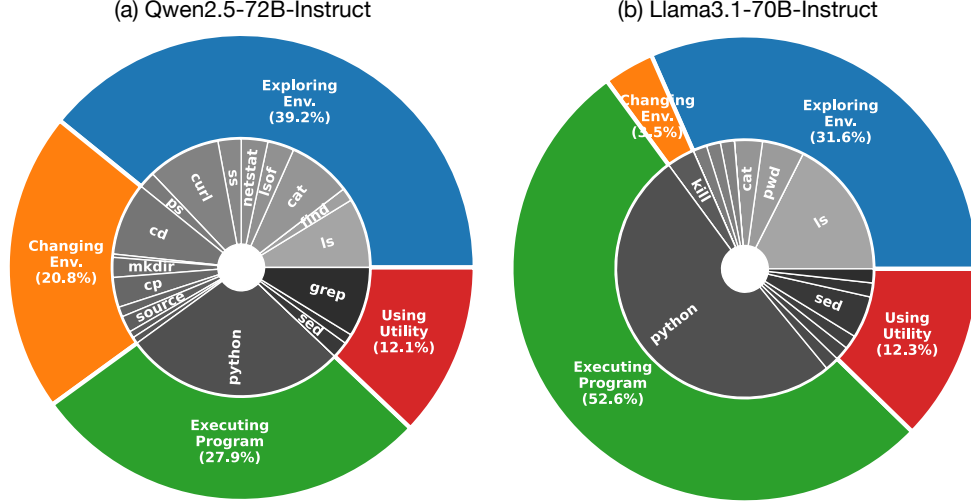 (a) Qwen2.5-72B-Instruct
Exploring
Env.
(39.2%)
Changing
Env.
(20.8%)
Executing
Program
(27.9%)
Using
Utility
(12.1%)
ls
find
cat
lsof
netstat
ss
curl
ps
cd
mkdir
cp
source
python
sed
grep
(b) Llama3.1-70B-Instruct
Exploring
Env.
(31.6%)
Changing
Env.
(3.5%)
Executing
Program
(52.6%)
Using
Utility
(12.3%)
ls
pwd
cat
kill
python
sed